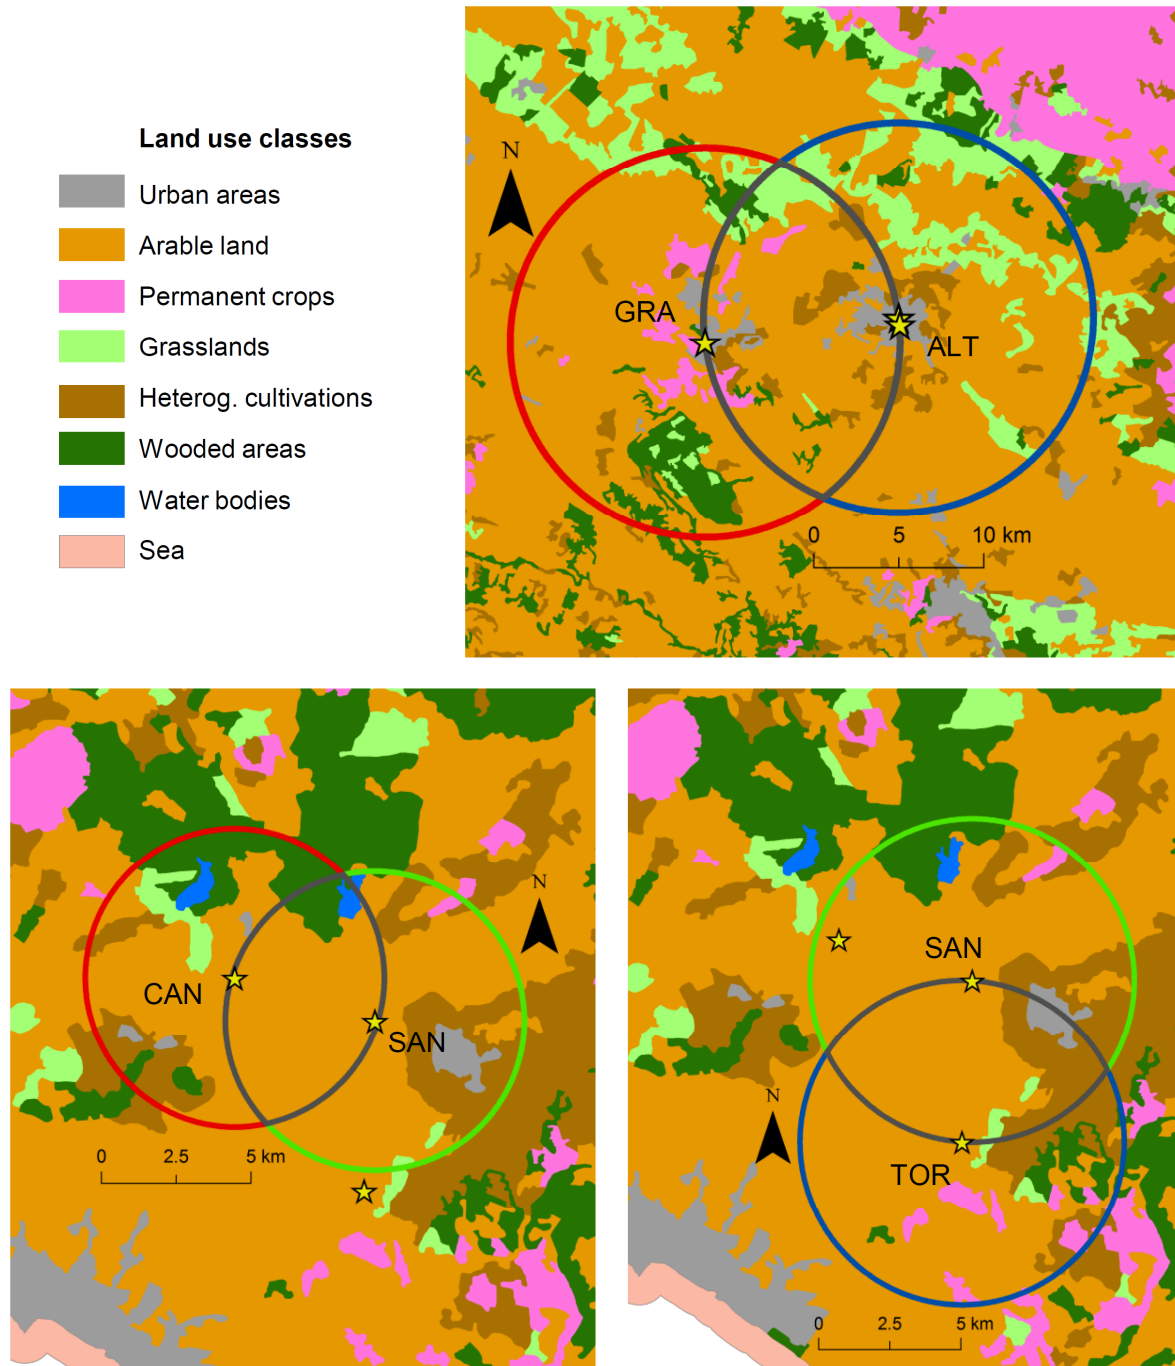 Land use classes
Urban areas
Arable land
Permanent crops
Grasslands
Heterog. cultivations
Wooded areas
Water bodies
Sea
N
GRA
ALT
0 5 10 km
N
CAN
SAN
0 2.5 5 km
SAN
N
TOR
0 2.5 5 km